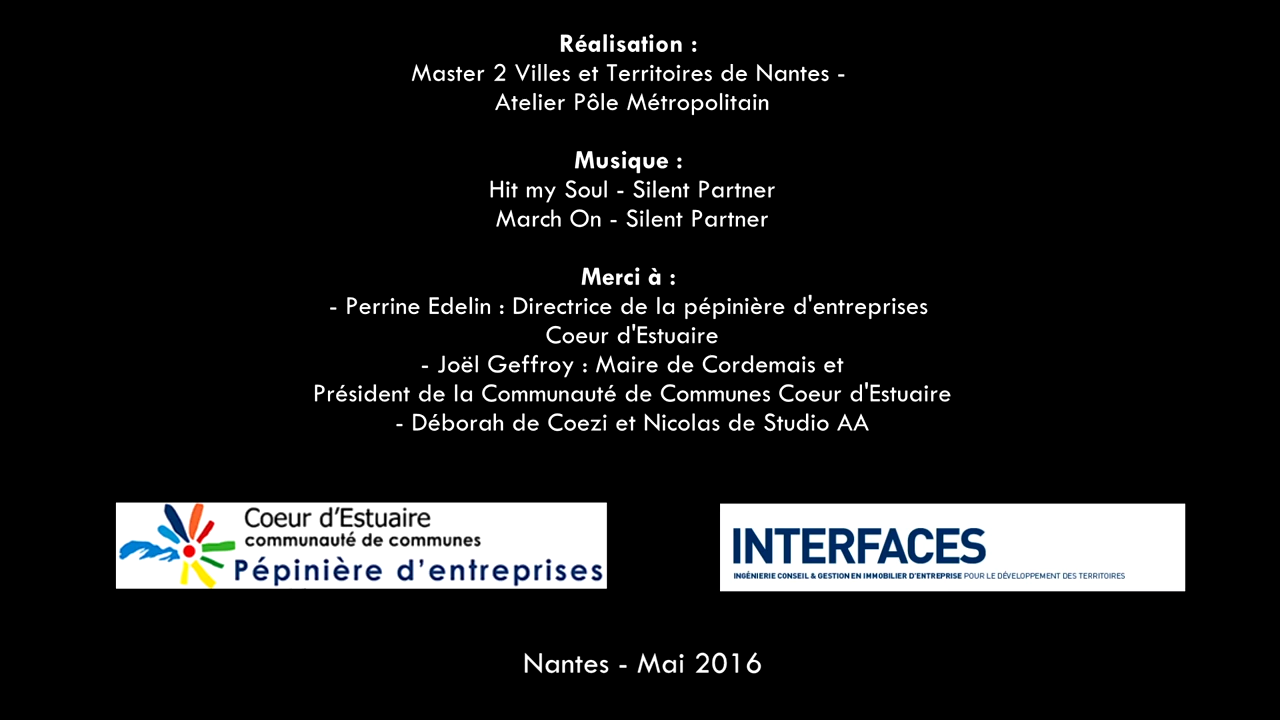 Réalisation :
Master 2 Villes et Territoires de Nantes -
Atelier Pôle Métropolitain
Musique :
Hit my Soul - Silent Partner
March On - Silent Partner
Merci à :
- Perrine Edelin : Directrice de la pépinière d'entreprises
Coeur d'Estuaire
- Joël Geffroy : Maire de Cordemais et
Président de la Communauté de Communes Coeur d'Estuaire
- Déborah de Coezi et Nicolas de Studio AA
Coeur d'Estuaire
communauté de communes
Pépinière d'entreprises
INTERFACES
INGÉNIERIE CONSEIL & GESTION EN IMMOBILIER D'ENTREPRISE POUR LE DÉVELOPPEMENT DES TERRITOIRES
Nantes - Mai 2016